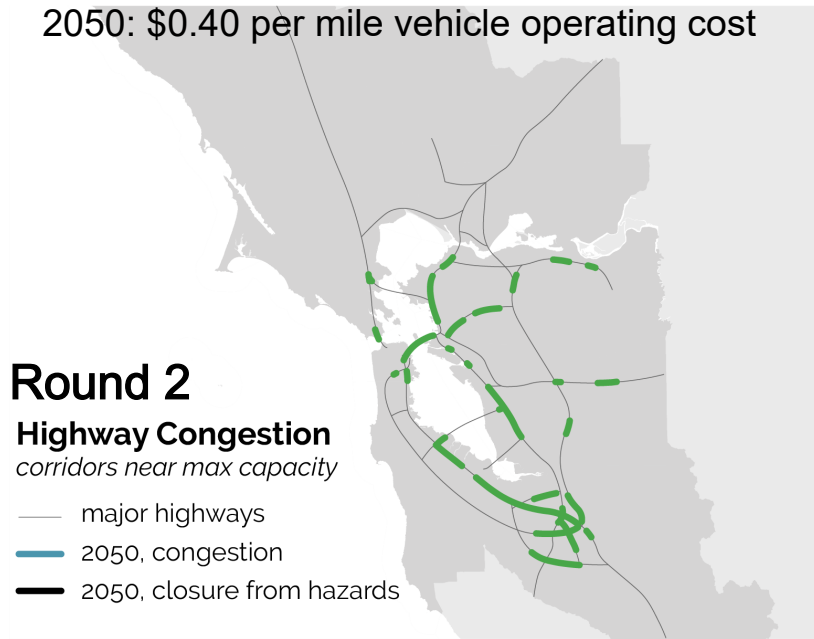 2050: $0.40 per mile vehicle operating cost
Round 2
Highway Congestion
corridors near max capacity
major highways
2050, congestion
2050, closure from hazards